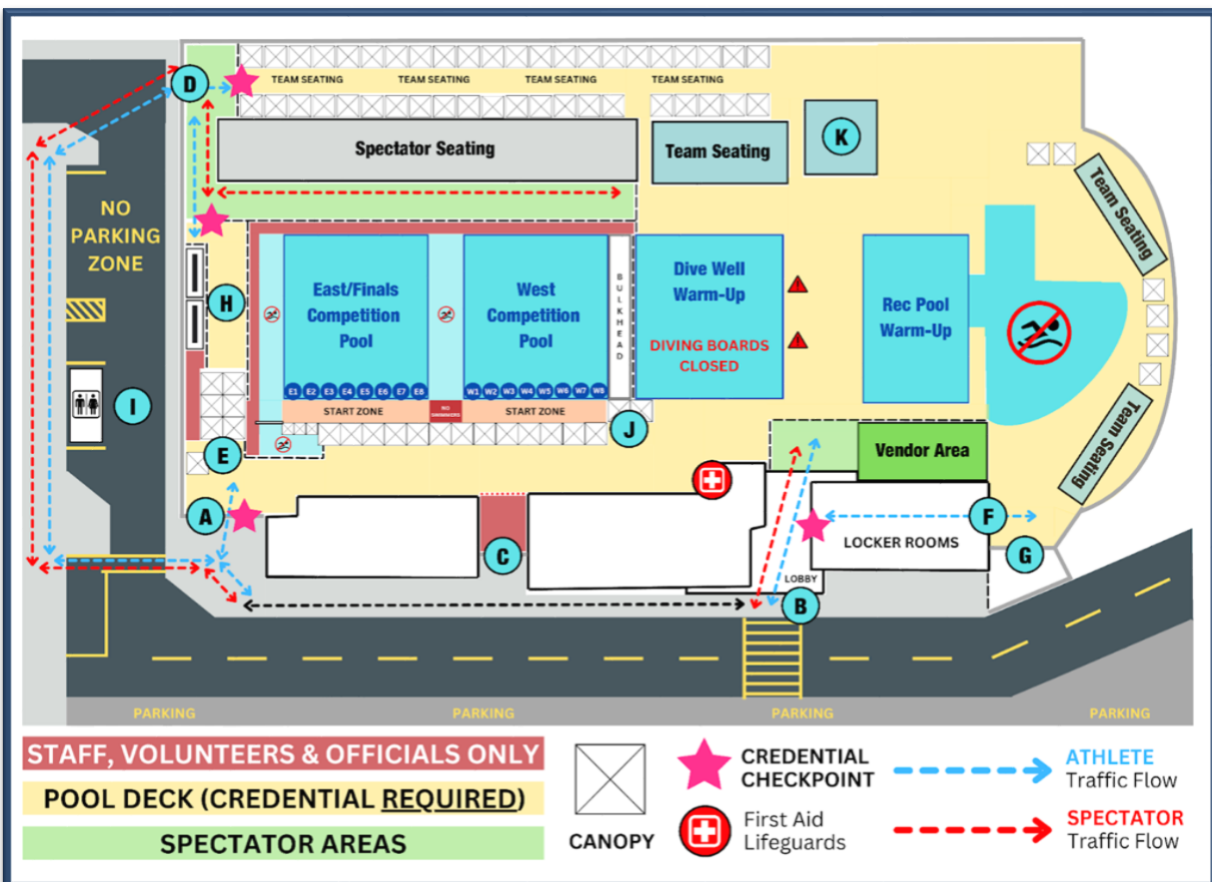 D
TEAM SEATING
TEAM SEATING
TEAM SEATING
TEAM SEATING
Spectator Seating
Team Seating
K
Team Seating
NO
PARKING
ZONE
H
East/Finals
Competition
Pool
West
Competition
Pool
BULKHEAD
Dive Well
Warm-Up
DIVING BOARDS
CLOSED
Rec Pool
Warm-Up
E1 E2 E3 E4 E5 E6 E7 E8
W1 W2 W3 W4 W5 W6 W7 W8
I
START ZONE
NO
SWIMMERS
START ZONE
J
E
Vendor Area
Team Seating
A
C
F
LOCKER ROOMS
G
LOBBY
B
PARKING
PARKING
PARKING
PARKING
STAFF, VOLUNTEERS & OFFICIALS ONLY
POOL DECK (CREDENTIAL REQUIRED)
SPECTATOR AREAS
CANOPY
CREDENTIAL
CHECKPOINT
First Aid
Lifeguards
ATHLETE
Traffic Flow
SPECTATOR
Traffic Flow